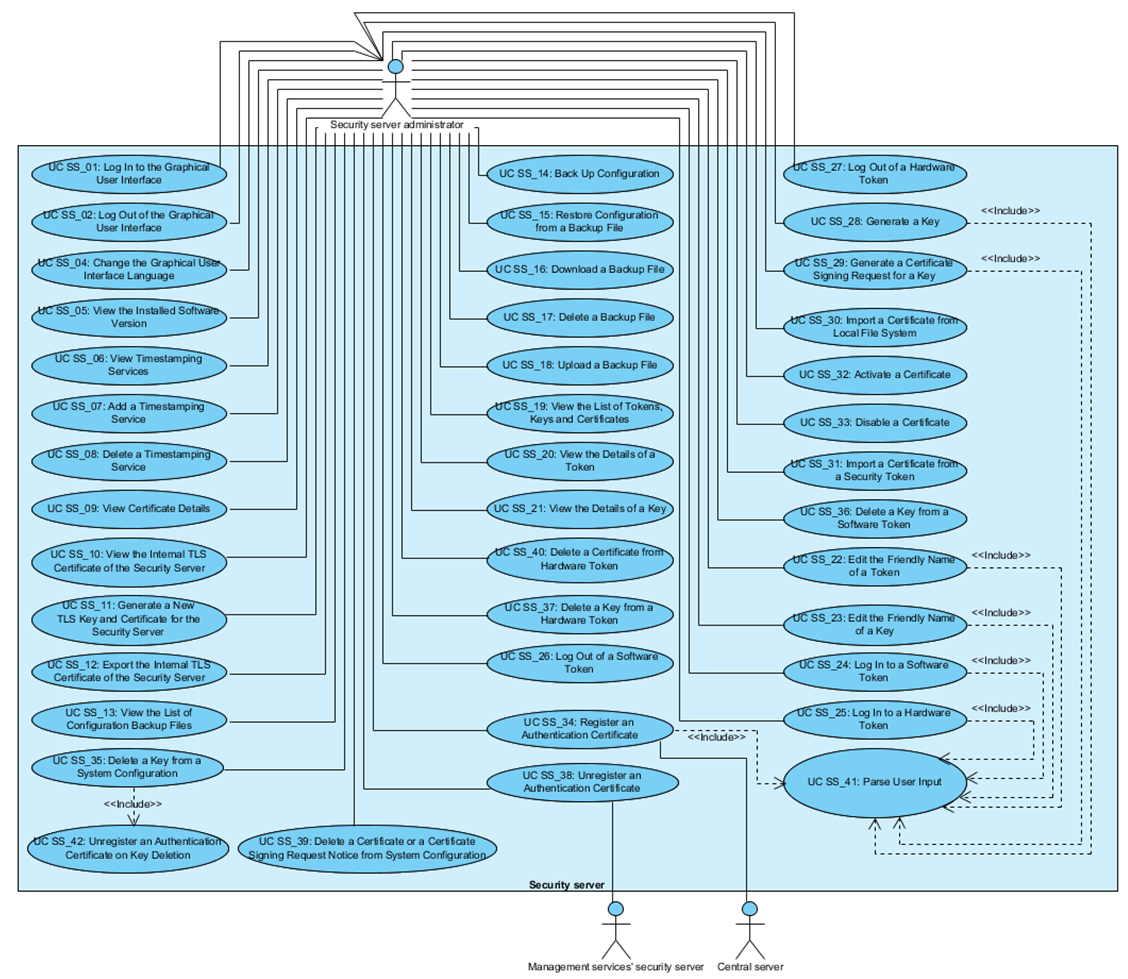 Security server administrator
UC SS_01: Log In to the Graphical
User Interface
UC SS_02: Log Out of the Graphical
User Interface
UC SS_04: Change the Graphical User
Interface Language
UC SS_05: View the Installed Software
Version
UC SS_06: View Timestamping
Services
UC SS_07: Add a Timestamping
Service
UC SS_08: Delete a Timestamping
Service
UC SS_09: View Certificate Details
UC SS_10: View the Internal TLS
Certificate of the Security Server
UC SS_11: Generate a New
TLS Key and Certificate for the
Security Server
UC SS_12: Export the Internal TLS
Certificate of the Security Server
UC SS_13: View the List of
Configuration Backup Files
UC SS_35: Delete a Key from a
System Configuration
<<Include>>
UC SS_42: Unregister an Authentication
Certificate on Key Deletion
UC SS_39: Delete a Certificate or a Certificate
Signing Request Notice from System Configuration
UC SS_14: Back Up Configuration
UC SS_15: Restore Configuration
from a Backup File
UC SS_16: Download a Backup File
UC SS_17: Delete a Backup File
UC SS_18: Upload a Backup File
UC SS_19: View the List of Tokens,
Keys and Certificates
UC SS_20: View the Details of a
Token
UC SS_21: View the Details of a Key
UC SS_40: Delete a Certificate from
Hardware Token
UC SS_37: Delete a Key from a
Hardware Token
UC SS_26: Log Out of a Software
Token
UC SS_34: Register an
Authentication Certificate
<<Include>>
UC SS_38: Unregister an
Authentication Certificate
UC SS_27: Log Out of a Hardware
Token
UC SS_28: Generate a Key
<<Include>>
UC SS_29: Generate a Certificate
Signing Request for a Key
<<Include>>
UC SS_30: Import a Certificate from
Local File System
UC SS_32: Activate a Certificate
UC SS_33: Disable a Certificate
UC SS_31: Import a Certificate from
a Security Token
UC SS_36: Delete a Key from a
Software Token
UC SS_22: Edit the Friendly Name
of a Token
<<Include>>
UC SS_23: Edit the Friendly Name
of a Key
<<Include>>
UC SS_24: Log In to a Software
Token
<<Include>>
UC SS_25: Log In to a Hardware
Token
<<Include>>
UC SS_41: Parse User Input
Security server
Management services' security server
Central server